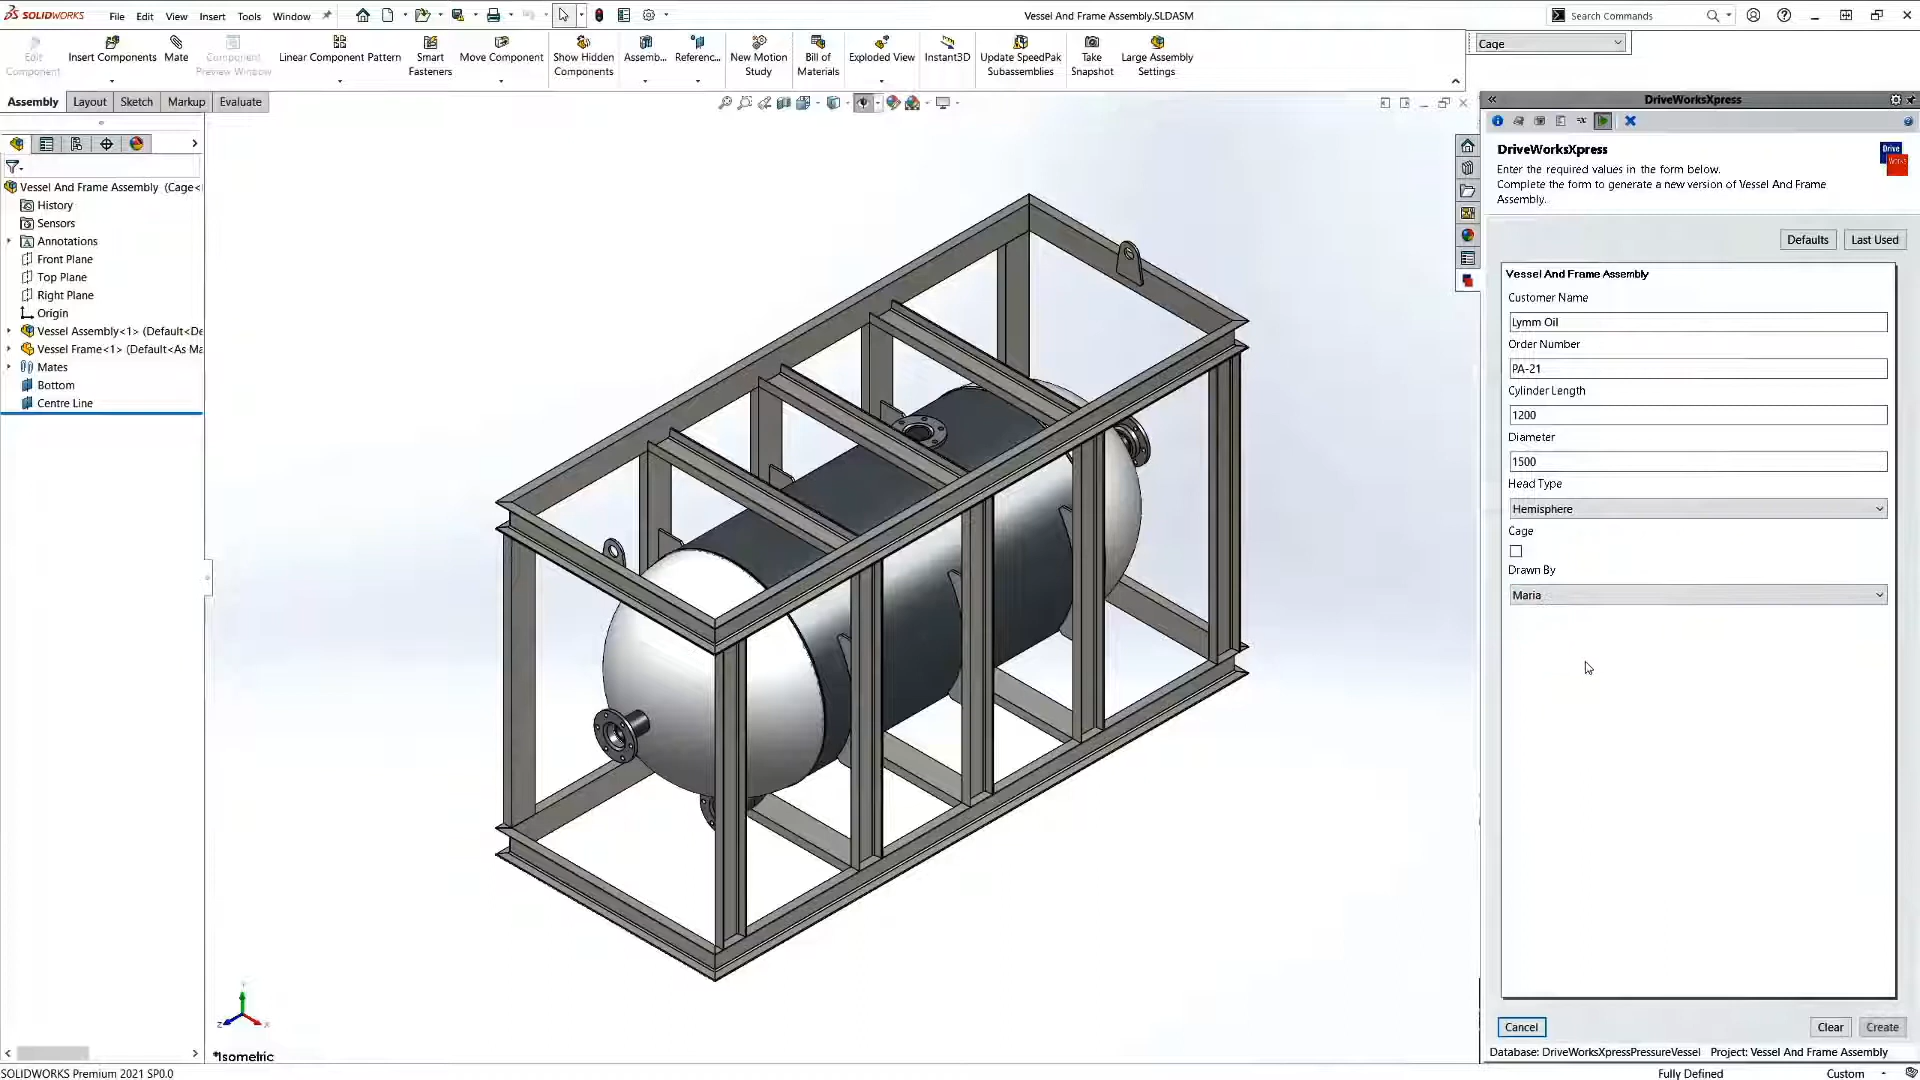 SOLIDWORKS File Edit View Insert Tools Window Vessel And Frame Assembly.SLDASM Search Commands
Edit Component
Insert Components
Mate
Component Preview Window
Linear Component Pattern
Smart Fasteners
Move Component
Show Hidden Components
Assemb...
Referenc...
New Motion Study
Bill of Materials
Exploded View
Instant3D
Update SpeedPak Subassemblies
Take Snapshot
Large Assembly Settings
Cage
Assembly Layout Sketch Markup Evaluate
Vessel And Frame Assembly (Cage<
History
Sensors
Annotations
Front Plane
Top Plane
Right Plane
Origin
Vessel Assembly<1> (Default<De
Vessel Frame<1> (Default<As Ma
Mates
Bottom
Centre Line
*Isometric
DriveWorksXpress
DriveWorksXpress
Enter the required values in the form below.
Complete the form to generate a new version of Vessel And Frame
Assembly.
Drive
Works
Defaults Last Used
Vessel And Frame Assembly
Customer Name
Lymm Oil
Order Number
PA-21
Cylinder Length
1200
Diameter
1500
Head Type
Hemisphere
Cage
Drawn By
Maria
Cancel Clear Create
Database: DriveWorksXpressPressureVessel Project: Vessel And Frame Assembly
SOLIDWORKS Premium 2021 SP0.0 Fully Defined Custom